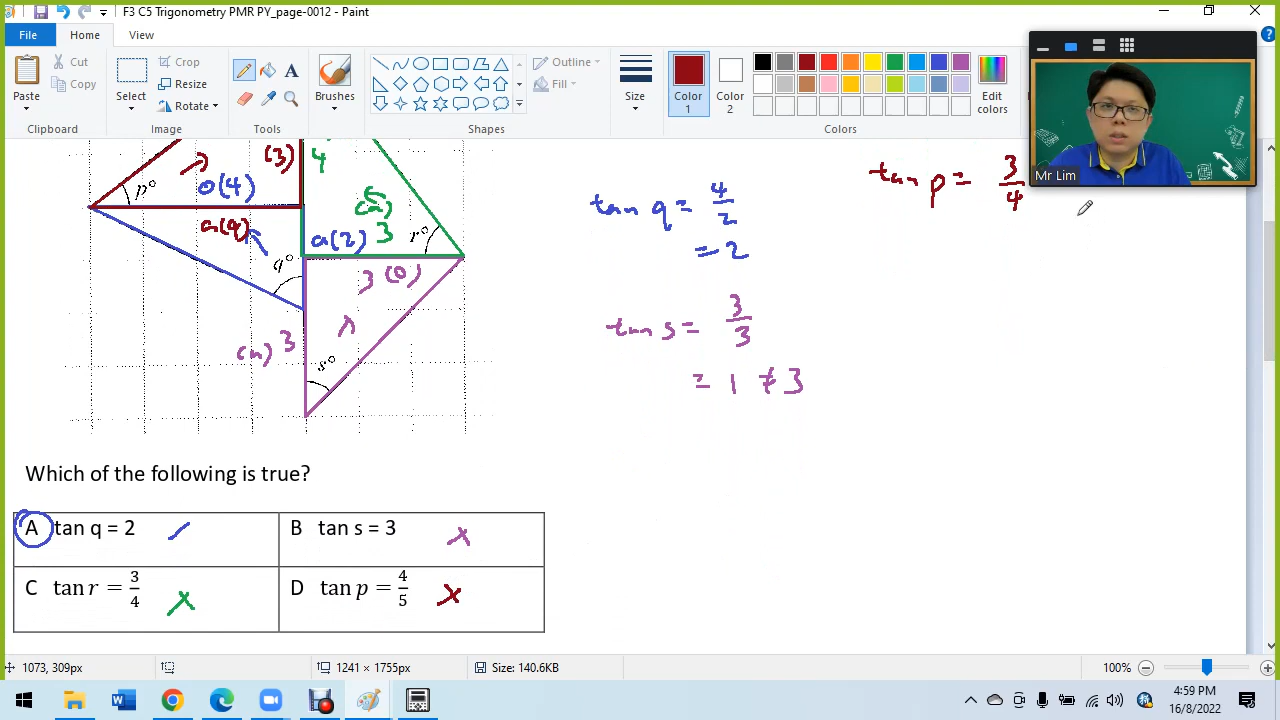 F3 C5 Trigonometry PMR PY_page-0012 - Paint
File Home View
Paste Cut Copy
Clipboard
Select Crop Resize Rotate
Image
A
Tools
Brushes
Outline Fill
Shapes
Size
Color 1
Color 2
Edit colors
Colors
Mr Lim
(3)
4
p°
o(4)
a(4)
(a)
3
r°
a(2)
q°
3 (o)
(a) 3
s°
tan q = 4/2
= 2
tan s = 3/3
= 1 ≠ 3
tan p = 3/4
Which of the following is true?
A tan q = 2
B tan s = 3
C tan r = 3/4
D tan p = 4/5
1073, 309px
1241 × 1755px
Size: 140.6KB
100%
4:59 PM
16/8/2022